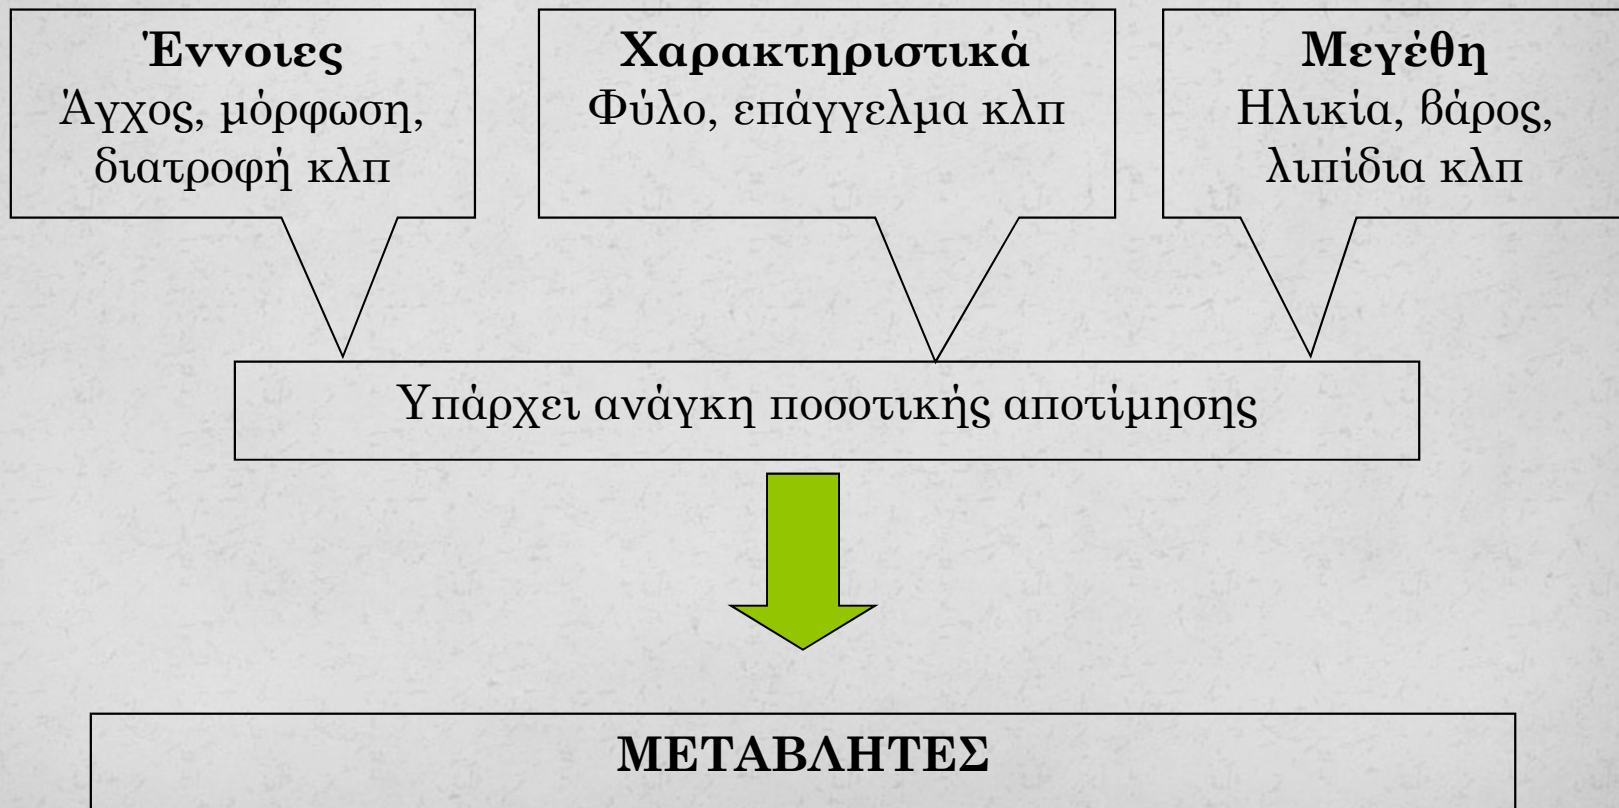 Έννοιες
Άγχος, μόρφωση,
διατροφή κλπ
Χαρακτηριστικά
Φύλο, επάγγελμα κλπ
Μεγέθη
Ηλικία, βάρος,
λιπίδια κλπ
Υπάρχει ανάγκη ποσοτικής αποτίμησης
ΜΕΤΑΒΛΗΤΕΣ